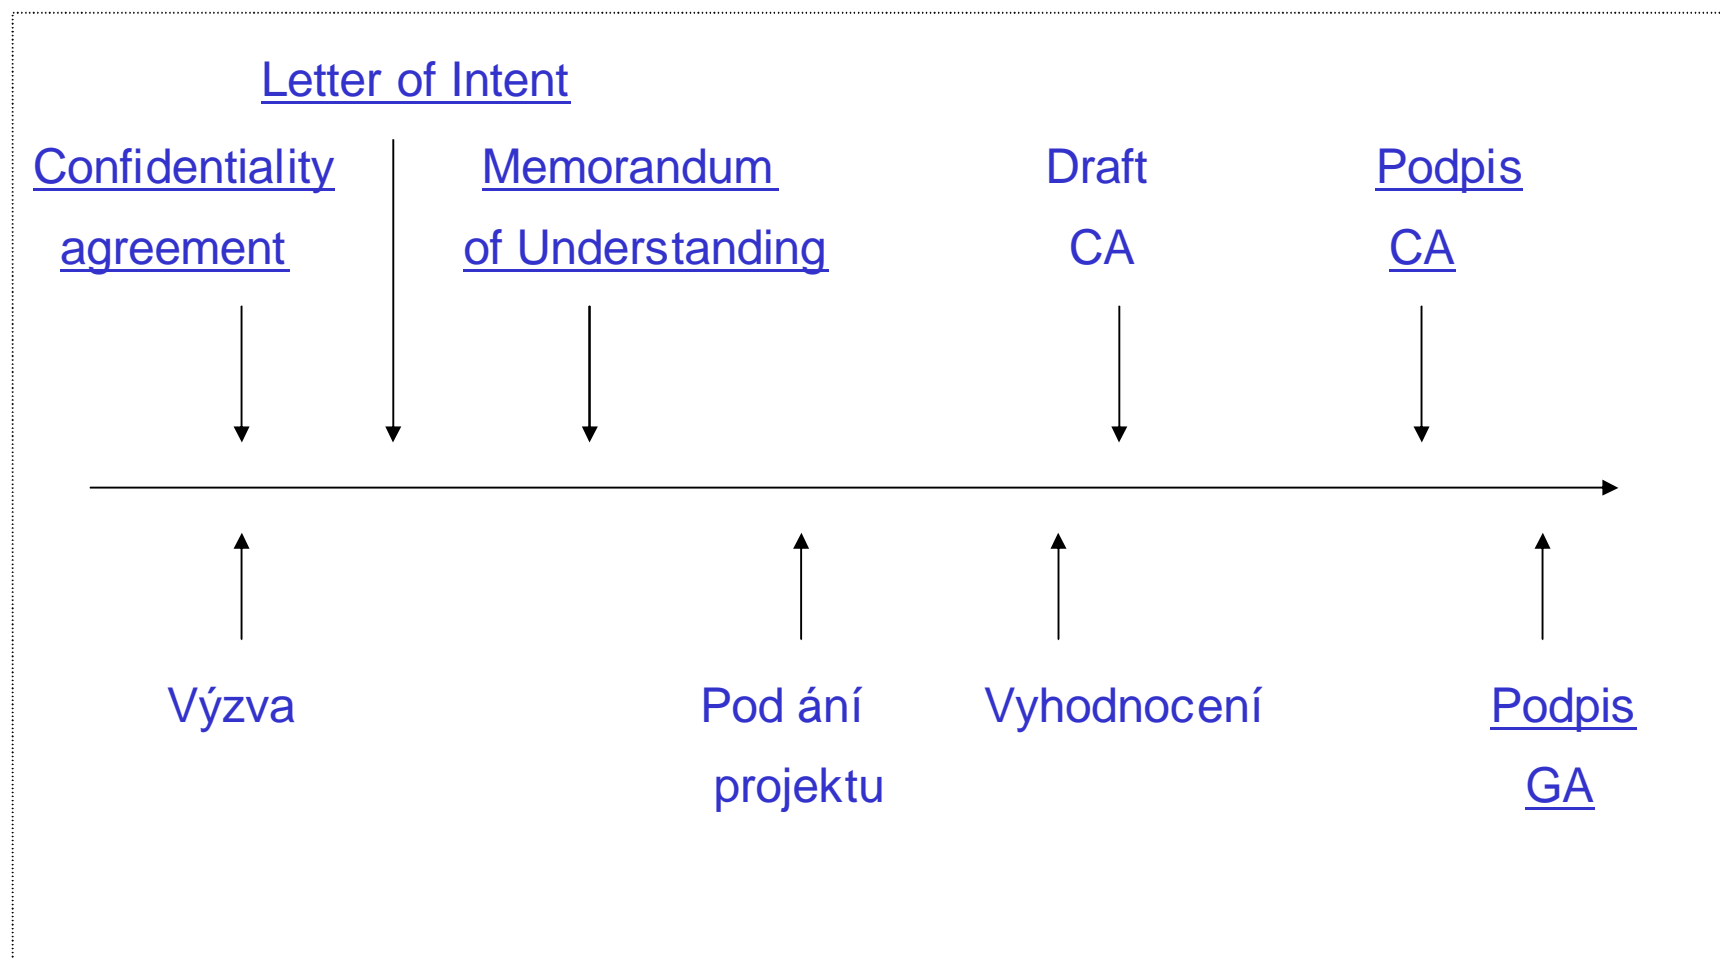 Letter of Intent
Confidentiality Memorandum Draft Podpis
agreement of Understanding CA CA
Výzva Pod ání Vyhodnocení Podpis
projektu GA